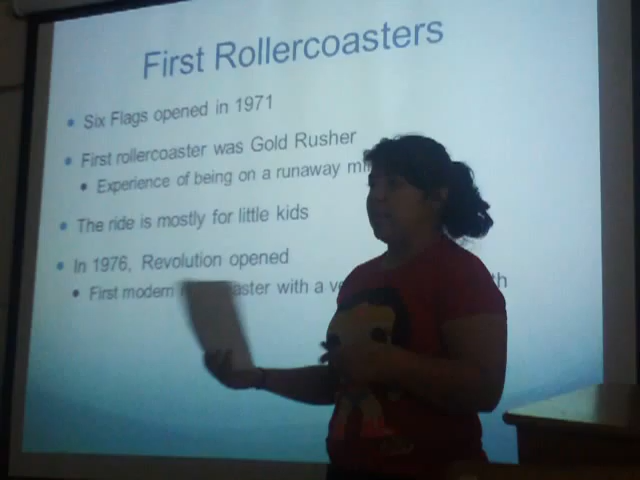 First Rollercoasters
Six Flags opened in 1971
First rollercoaster was Gold Rusher
Experience of being on a runaway
The ride is mostly for little kids
In 1976, Revolution opened
First modern with a